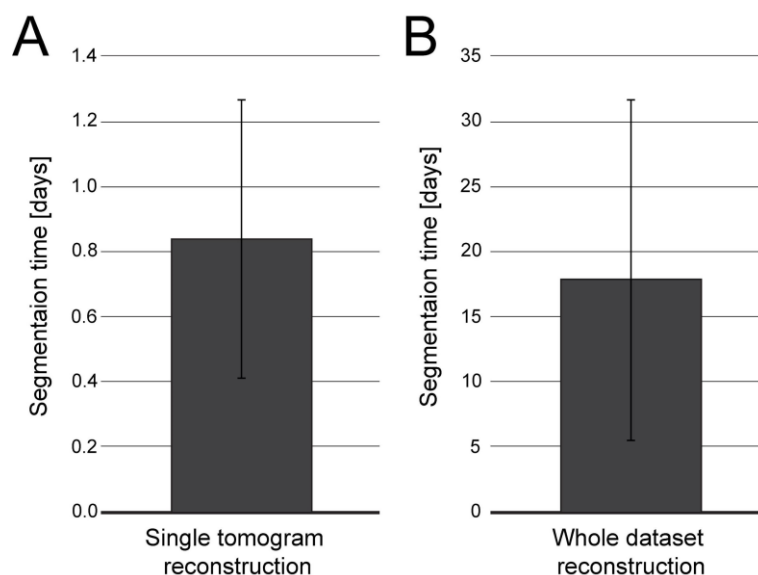 A
Segmentaion time [days]
1.4
1.2
1.0
0.8
0.6
0.4
0.2
0.0
Single tomogram
reconstruction
B
Segmentaion time [days]
35
30
25
20
15
10
5
0
Whole dataset
reconstruction